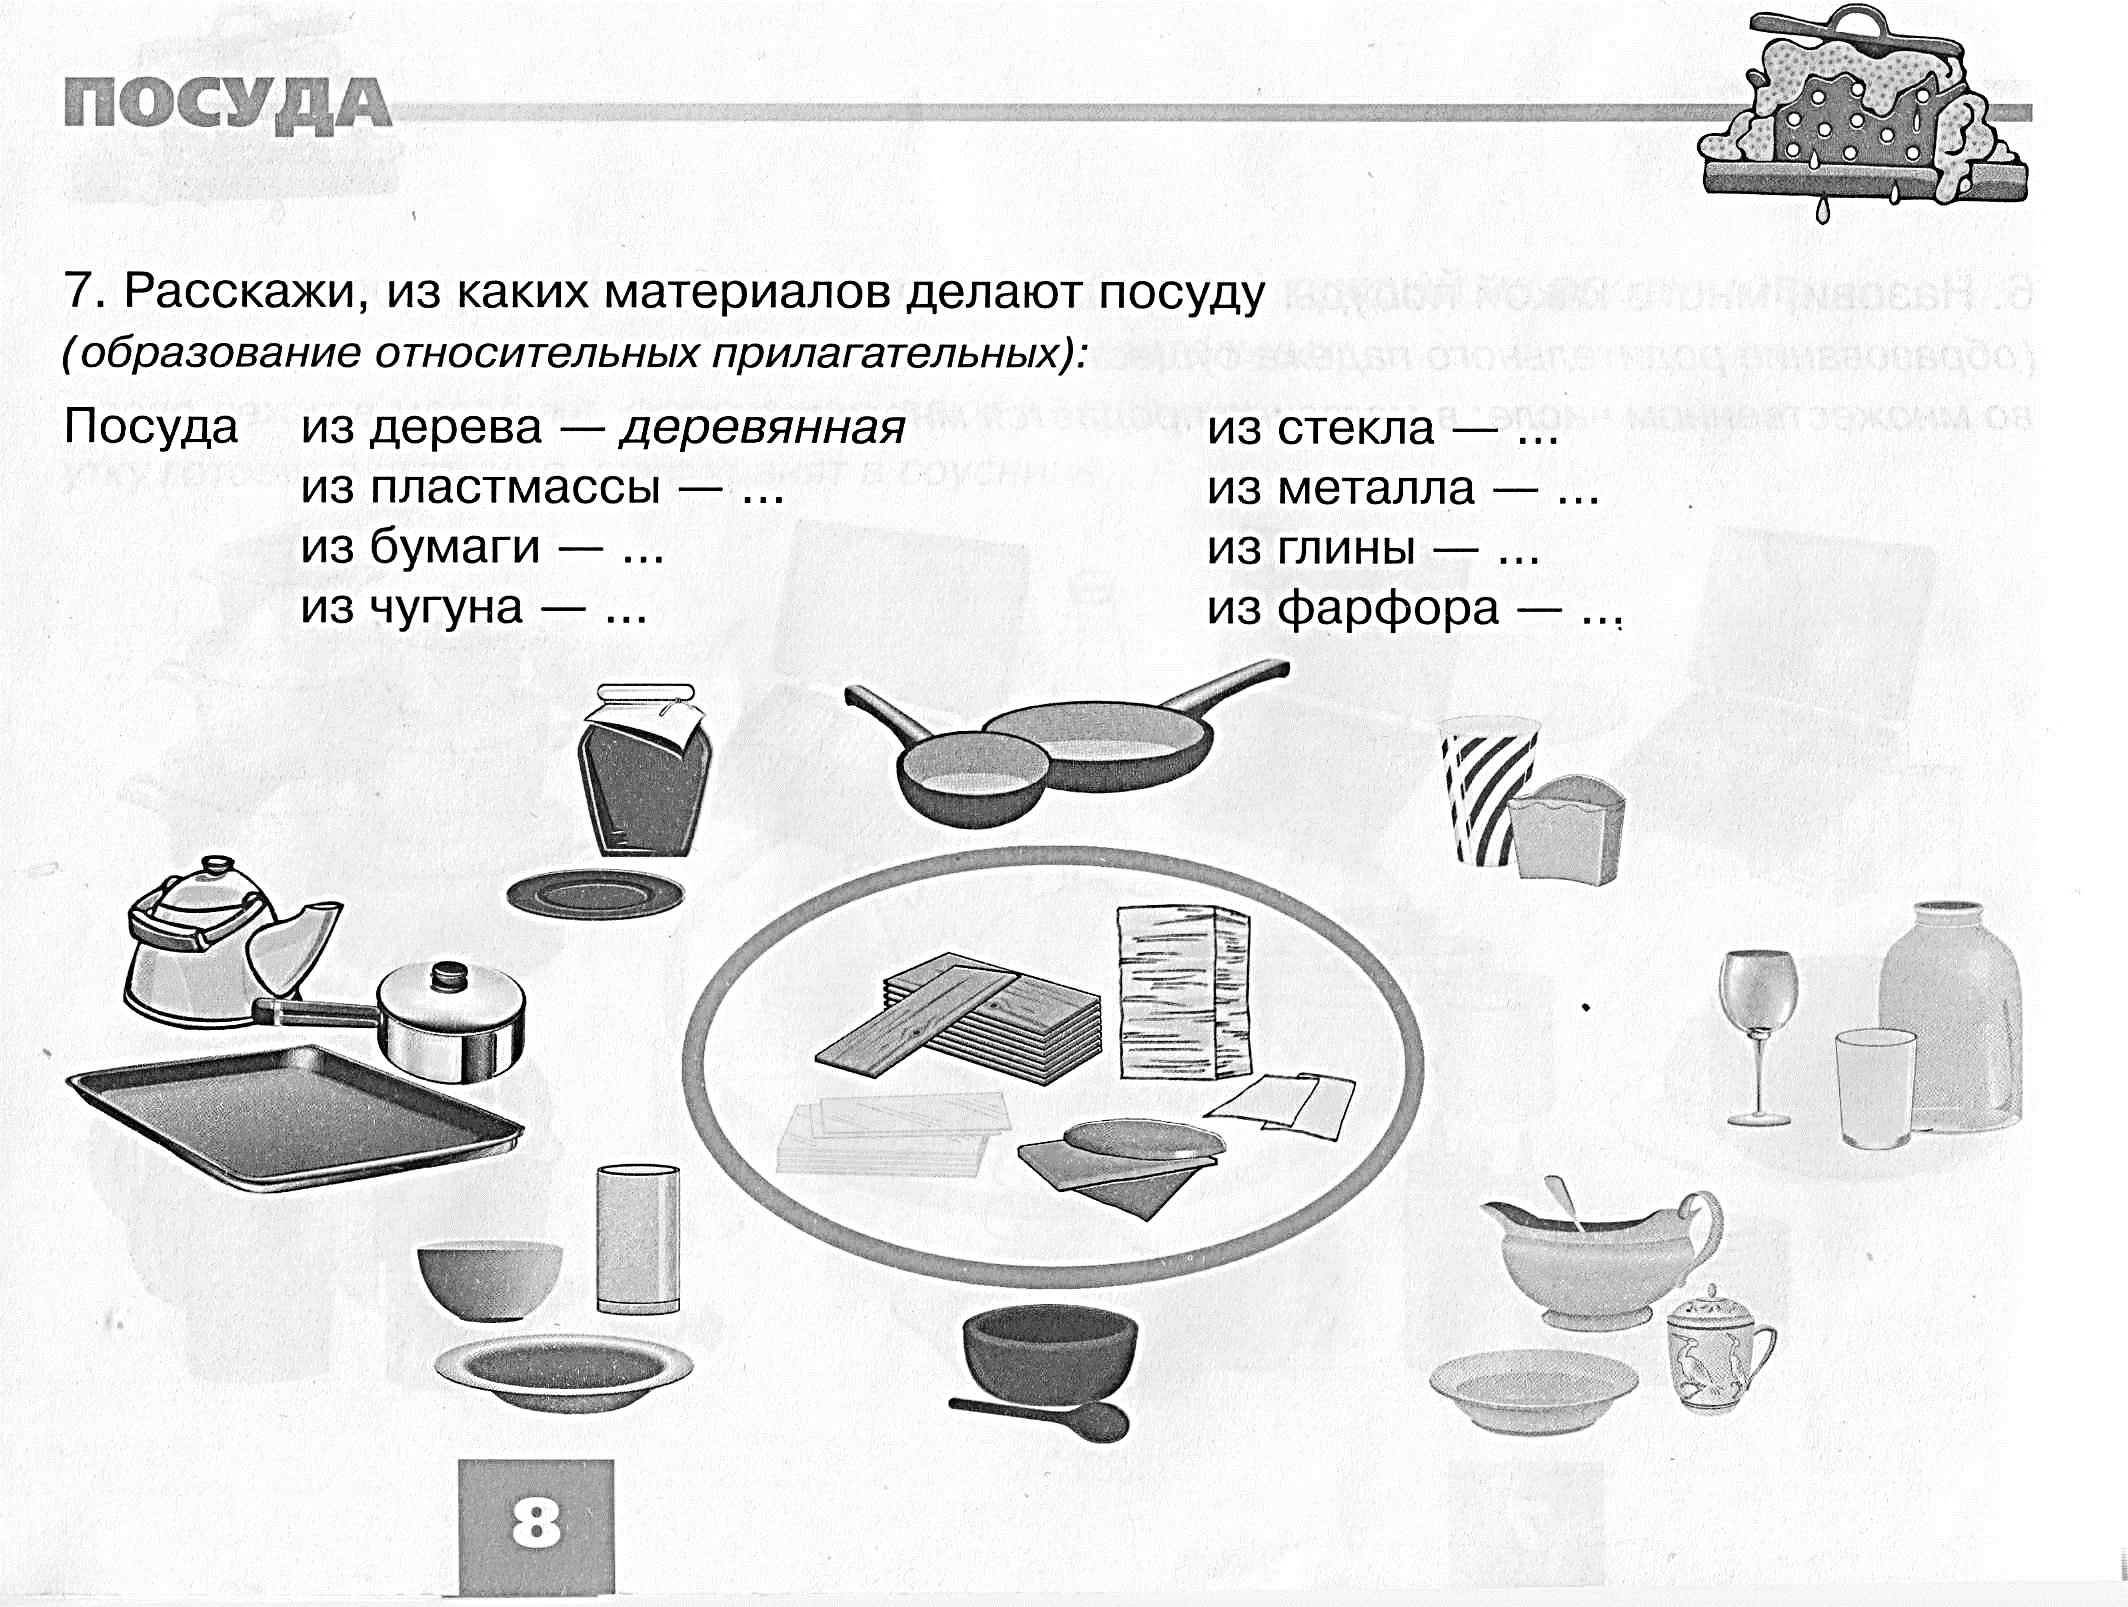 ПОСУДА
7. Расскажи, из каких материалов делают посуду
(образование относительных прилагательных):
Посуда из дерева — деревянная
из пластмассы — ...
из бумаги — ...
из чугуна — ...
из стекла — ...
из металла — ...
из глины — ...
из фарфора — ...
8